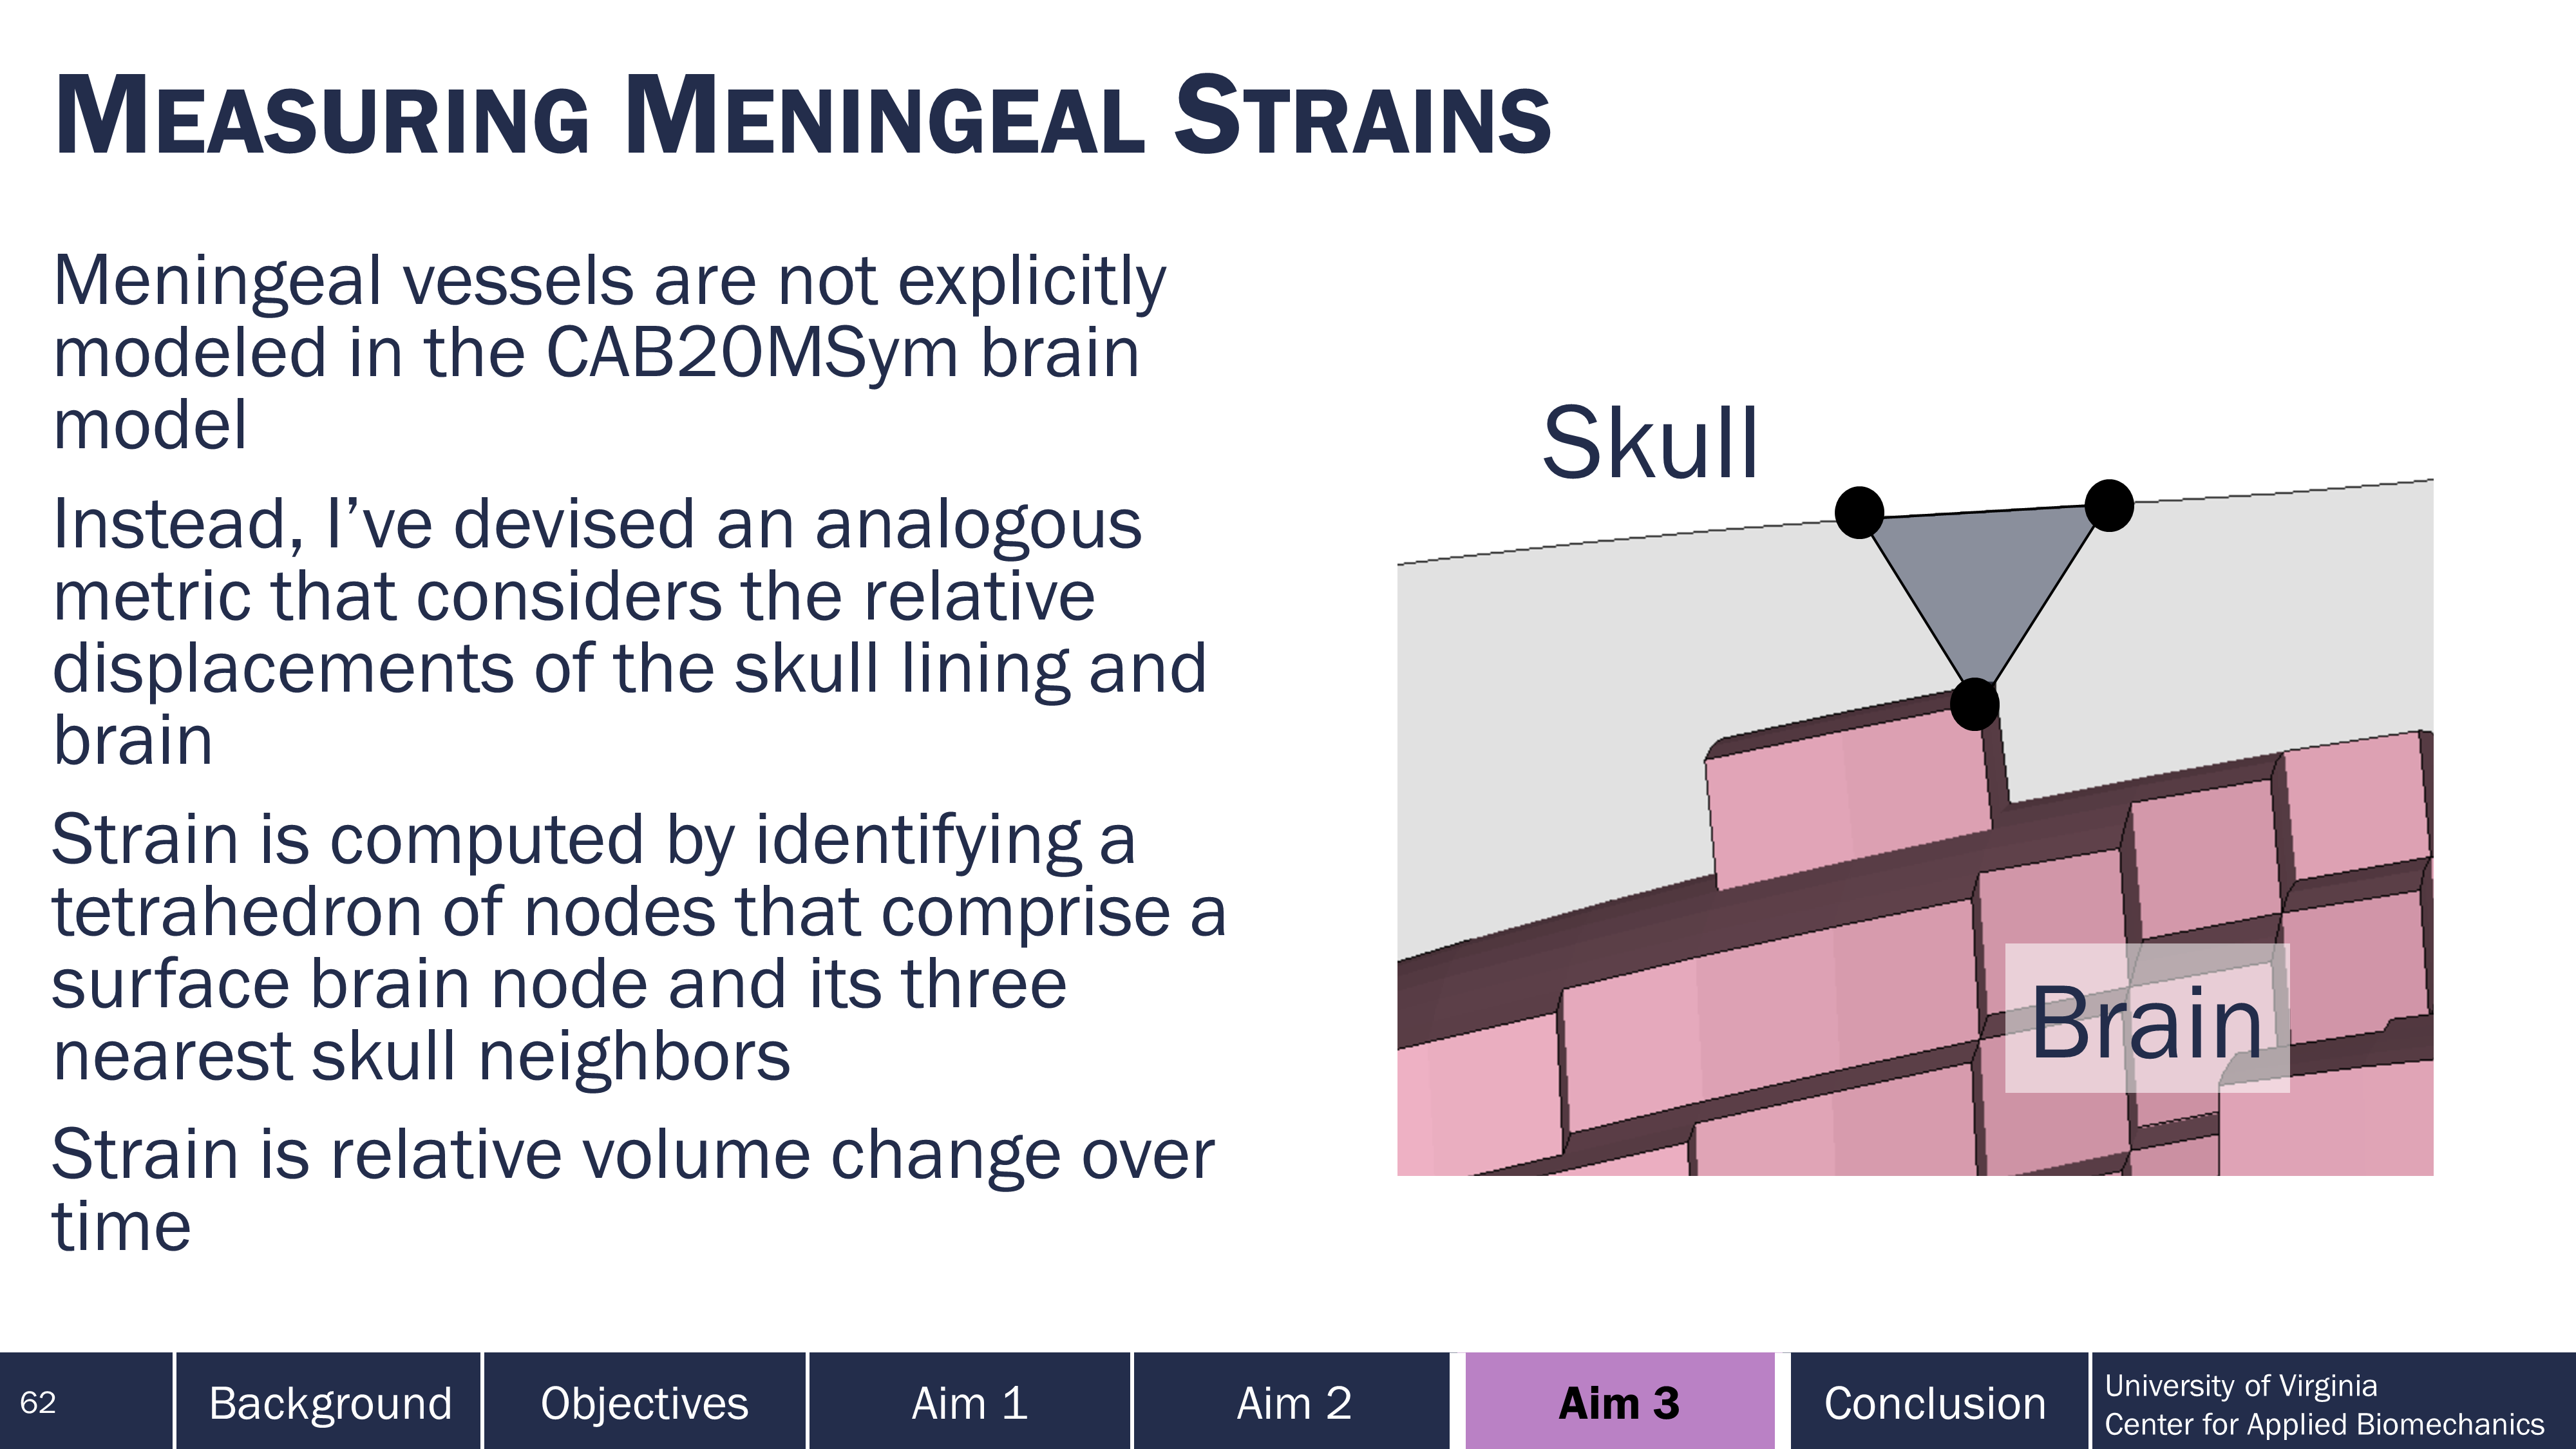 MEASURING MENINGEAL STRAINS
Meningeal vessels are not explicitly
modeled in the CAB20MSym brain
model
Instead, I’ve devised an analogous
metric that considers the relative
displacements of the skull lining and
brain
Strain is computed by identifying a
tetrahedron of nodes that comprise a
surface brain node and its three
nearest skull neighbors
Strain is relative volume change over
time
Skull
Brain
62
Background
Objectives
Aim 1
Aim 2
Aim 3
Conclusion
University of Virginia
Center for Applied Biomechanics